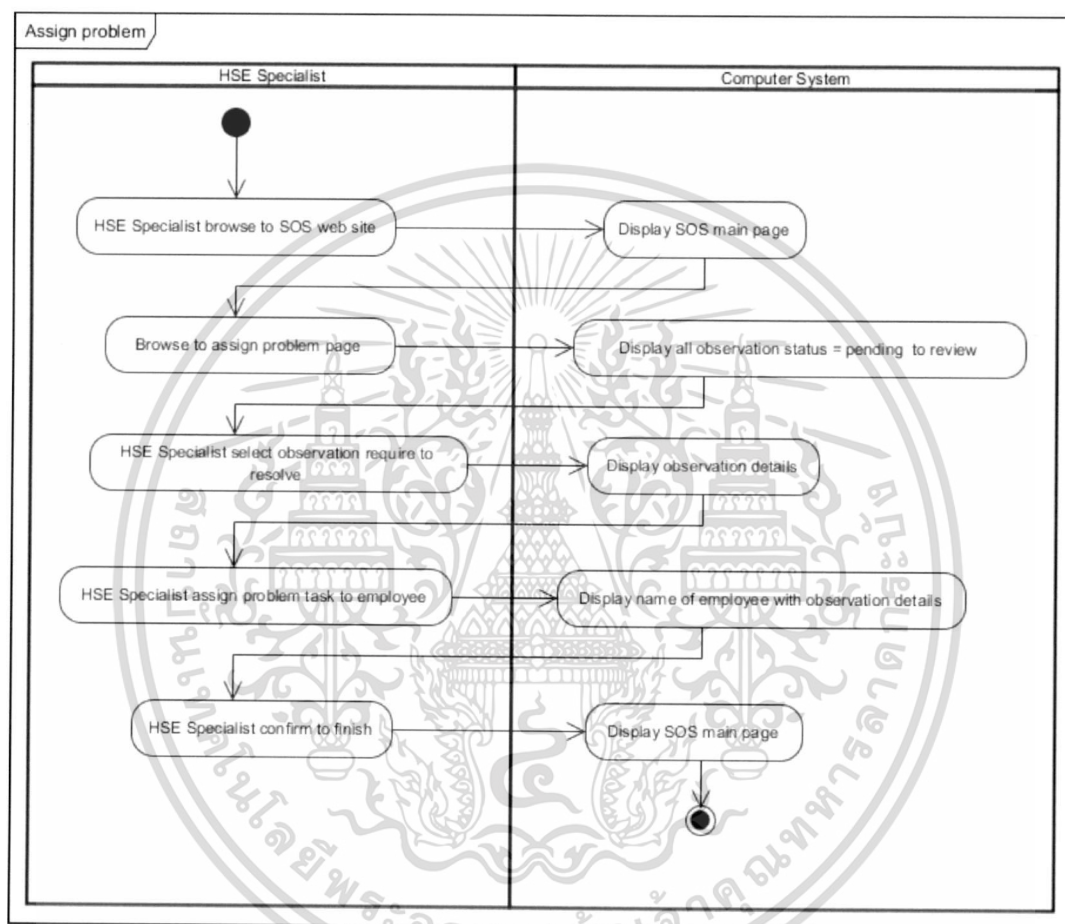 Assign problem
HSE Specialist
Computer System
HSE Specialist browse to SOS web site
Display SOS main page
Browse to assign problem page
Display all observation status = pending to review
HSE Specialist select observation require to
resolve
Display observation details
HSE Specialist assign problem task to employee
Display name of employee with observation details
HSE Specialist confirm to finish
Display SOS main page